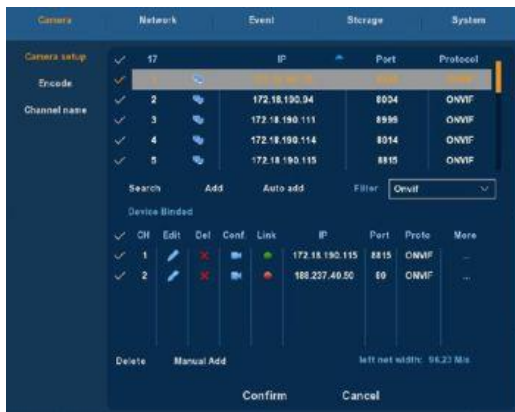 Camera Network Event Storage System
Camera setup
Encode
Channel name
17 IP Port Protocol
1
2 172.18.190.94 8004 ONVIF
3 172.18.190.111 8999 ONVIF
4 172.18.190.114 8014 ONVIF
5 172.18.190.115 8815 ONVIF
Search Add Auto add Filter Onvif
Device Binded
CH Edit Del Conf. Link IP Port Proto More
1 172.18.190.115 8815 ONVIF ...
2 188.237.40.50 80 ONVIF ...
Delete Manual Add left net width: 96.23 M/s
Confirm Cancel